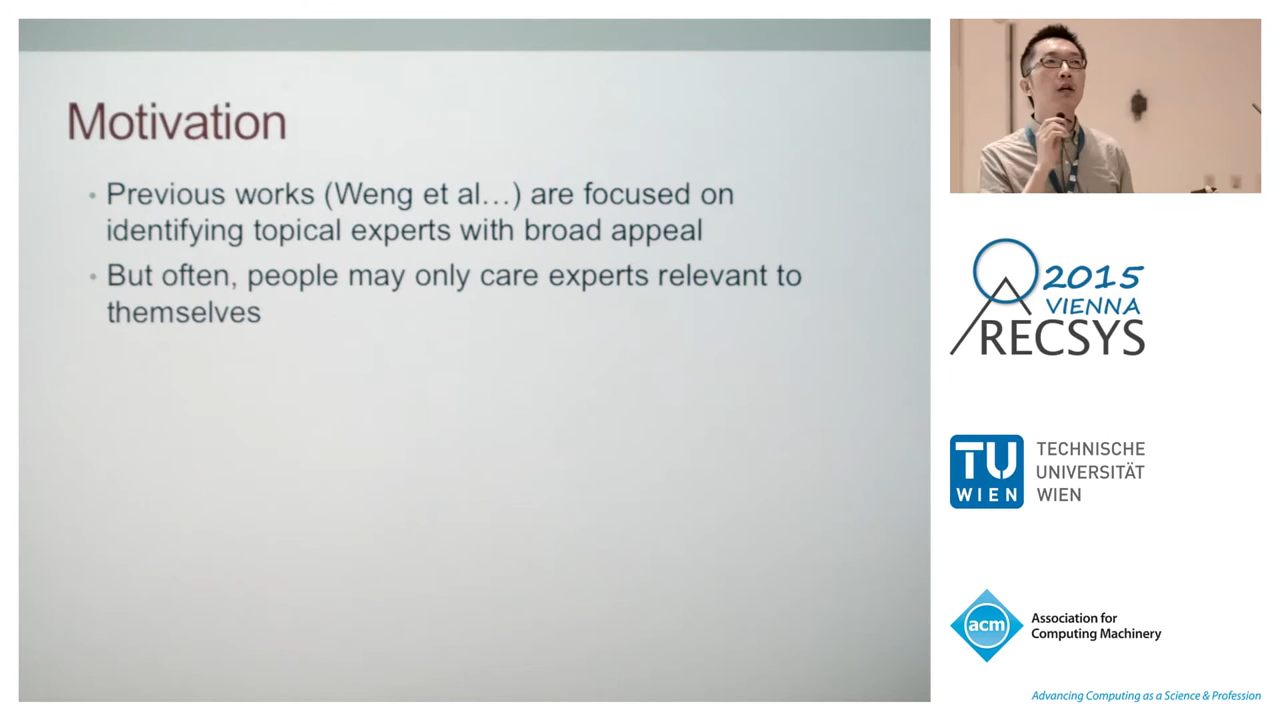 Motivation
• Previous works (Weng et al…) are focused on
identifying topical experts with broad appeal
• But often, people may only care experts relevant to
themselves
2015
VIENNA
RECSYS
TU
WIEN
TECHNISCHE
UNIVERSITÄT
WIEN
acm
Association for
Computing Machinery
Advancing Computing as a Science & Profession